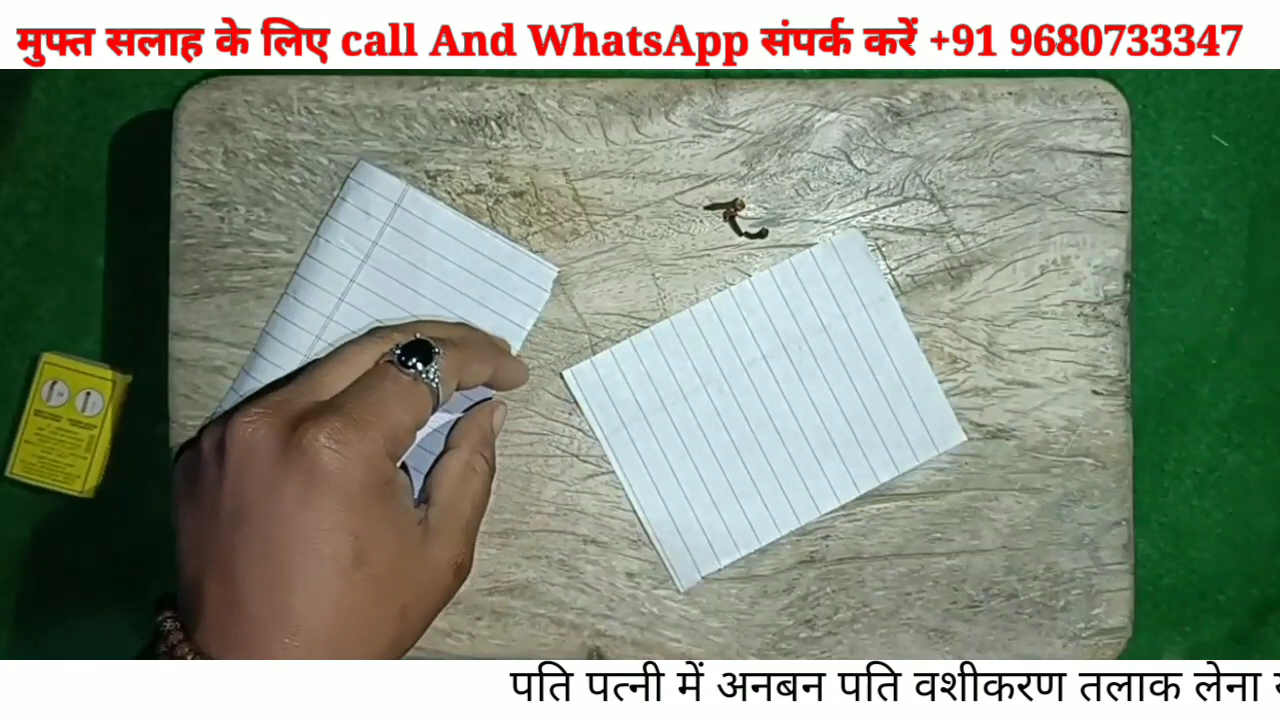 मुफ्त सलाह के लिए call And WhatsApp संपर्क करें +91 9680733347
पति पत्नी में अनबन पति वशीकरण तलाक लेना